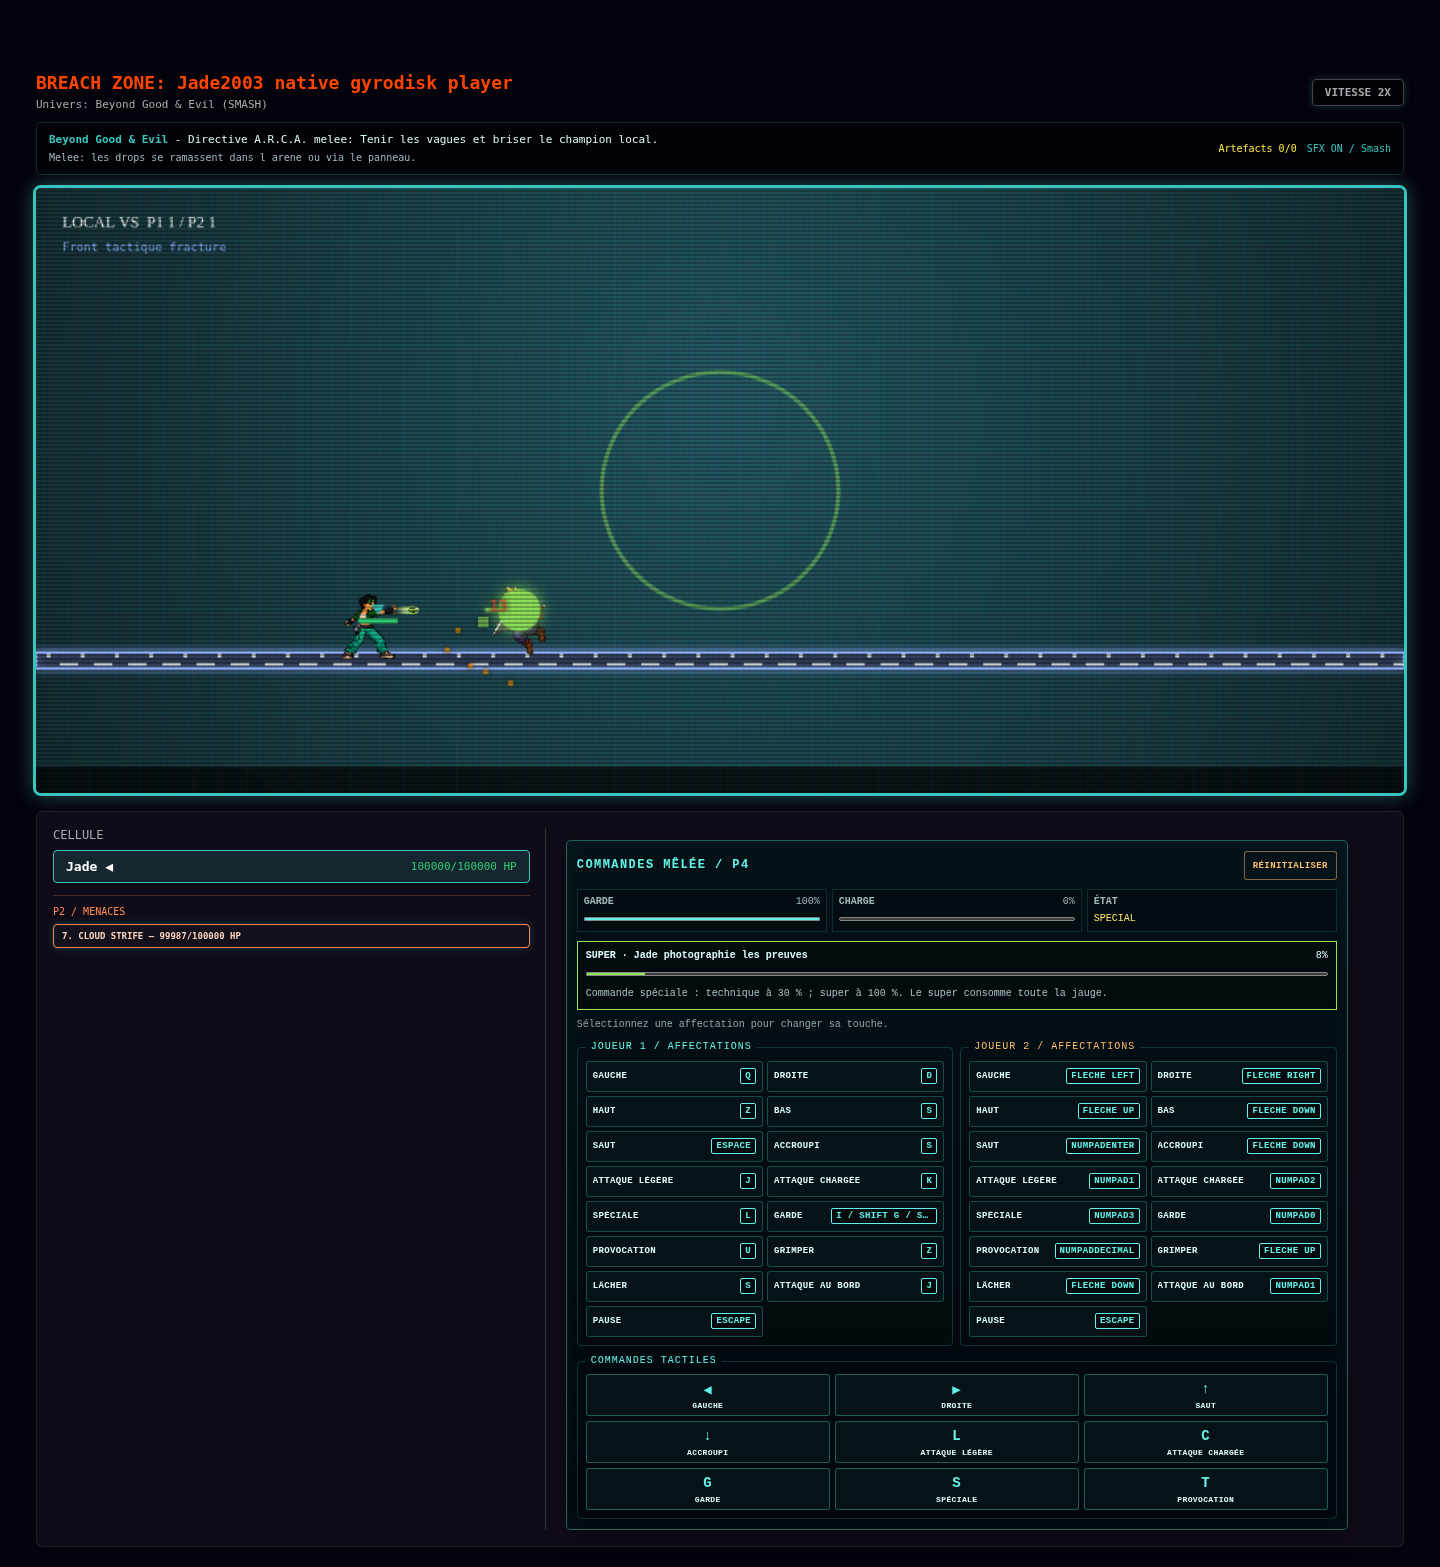 BREACH ZONE: Jade2003 native gyrodisk player
Univers: Beyond Good & Evil (SMASH)
VITESSE 2X
Beyond Good & Evil - Directive A.R.C.A. melee: Tenir les vagues et briser le champion local.
Melee: les drops se ramassent dans l arene ou via le panneau.
Artefacts 0/0 SFX ON / Smash
LOCAL VS P1 1 / P2 1
Front tactique fracture
CELLULE
Jade ◀ 100000/100000 HP
P2 / MENACES
7. CLOUD STRIFE — 99987/100000 HP
COMMANDES MÊLÉE / P4
RÉINITIALISER
GARDE 100%
CHARGE 0%
ÉTAT
SPECIAL
SUPER · Jade photographie les preuves 8%
Commande spéciale : technique à 30 % ; super à 100 %. Le super consomme toute la jauge.
Sélectionnez une affectation pour changer sa touche.
JOUEUR 1 / AFFECTATIONS
GAUCHE Q
DROITE D
HAUT Z
BAS S
SAUT ESPACE
ACCROUPI S
ATTAQUE LÉGÈRE J
ATTAQUE CHARGÉE K
SPÉCIALE L
GARDE I / SHIFT G / S…
PROVOCATION U
GRIMPER Z
LÂCHER S
ATTAQUE AU BORD J
PAUSE ESCAPE
JOUEUR 2 / AFFECTATIONS
GAUCHE FLECHE LEFT
DROITE FLECHE RIGHT
HAUT FLECHE UP
BAS FLECHE DOWN
SAUT NUMPADENTER
ACCROUPI FLECHE DOWN
ATTAQUE LÉGÈRE NUMPAD1
ATTAQUE CHARGÉE NUMPAD2
SPÉCIALE NUMPAD3
GARDE NUMPAD0
PROVOCATION NUMPADDECIMAL
GRIMPER FLECHE UP
LÂCHER FLECHE DOWN
ATTAQUE AU BORD NUMPAD1
PAUSE ESCAPE
COMMANDES TACTILES
◀
GAUCHE
▶
DROITE
↑
SAUT
↓
ACCROUPI
L
ATTAQUE LÉGÈRE
C
ATTAQUE CHARGÉE
G
GARDE
S
SPÉCIALE
T
PROVOCATION